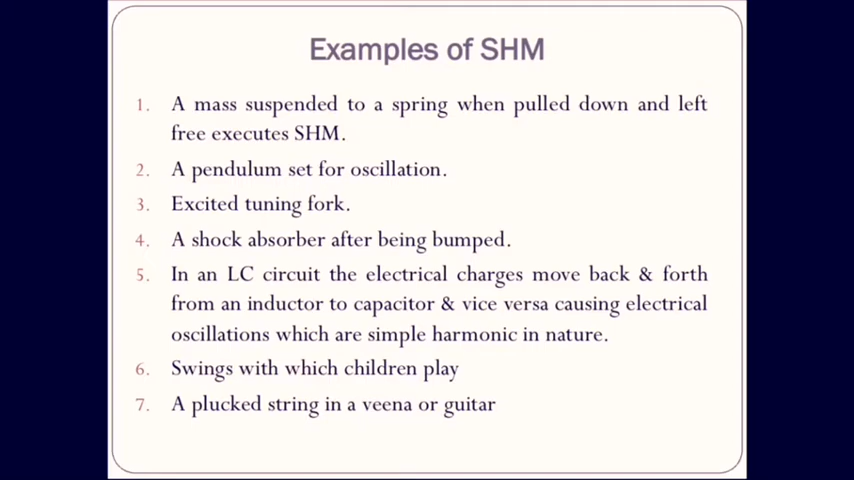 Examples of SHM
1. A mass suspended to a spring when pulled down and left
free executes SHM.
2. A pendulum set for oscillation.
3. Excited tuning fork.
4. A shock absorber after being bumped.
5. In an LC circuit the electrical charges move back & forth
from an inductor to capacitor & vice versa causing electrical
oscillations which are simple harmonic in nature.
6. Swings with which children play
7. A plucked string in a veena or guitar